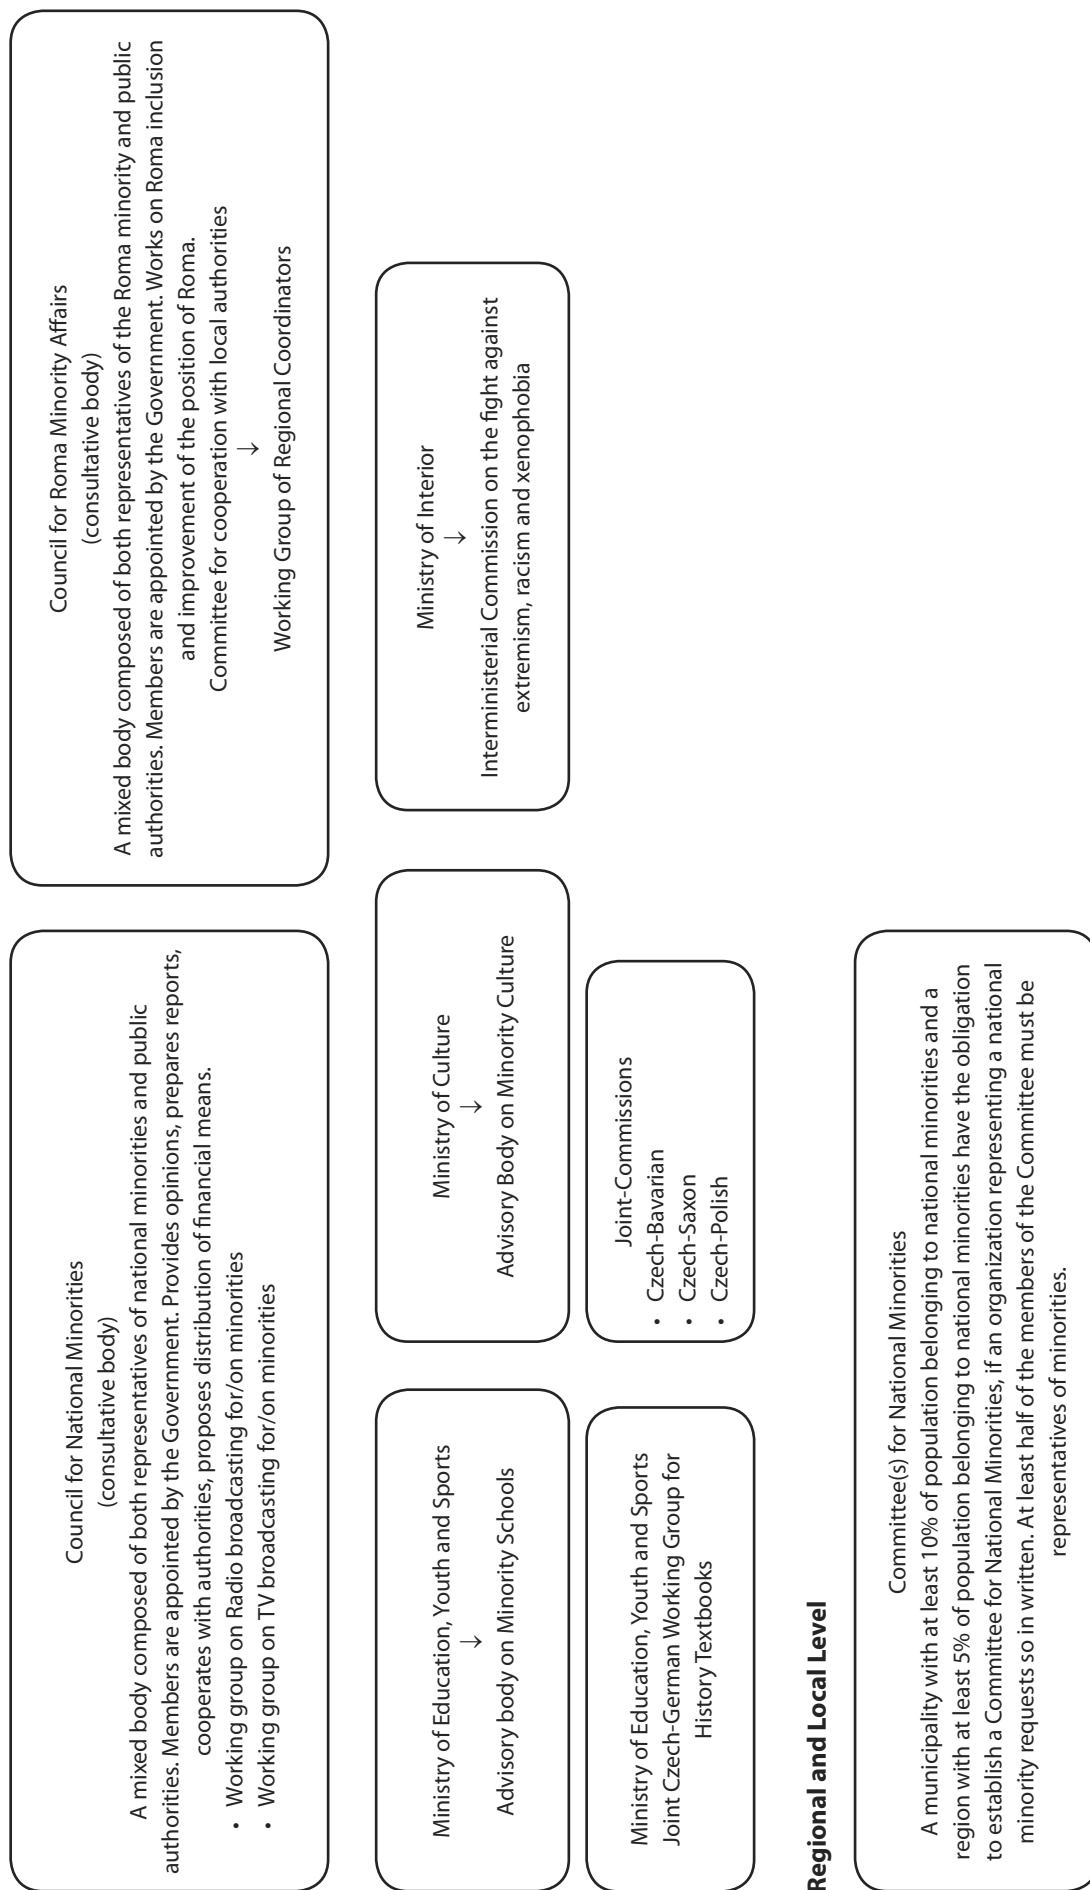 Council for National Minorities
(consultative body)
A mixed body composed of both representatives of national minorities and public
authorities. Members are appointed by the Government. Provides opinions, prepares reports,
cooperates with authorities, proposes distribution of financial means.
• Working group on Radio broadcasting for/on minorities
• Working group on TV broadcasting for/on minorities
Council for Roma Minority Affairs
(consultative body)
A mixed body composed of both representatives of the Roma minority and public
authorities. Members are appointed by the Government. Works on Roma inclusion
and improvement of the position of Roma.
Committee for cooperation with local authorities
↓
Working Group of Regional Coordinators
Ministry of Education, Youth and Sports
↓
Advisory body on Minority Schools
Ministry of Culture
↓
Advisory Body on Minority Culture
Ministry of Interior
↓
Interministerial Commission on the fight against
extremism, racism and xenophobia
Ministry of Education, Youth and Sports
Joint Czech-German Working Group for
History Textbooks
Joint-Commissions
• Czech-Bavarian
• Czech-Saxon
• Czech-Polish
Regional and Local Level
Committee(s) for National Minorities
A municipality with at least 10% of population belonging to national minorities and a
region with at least 5% of population belonging to national minorities have the obligation
to establish a Committee for National Minorities, if an organization representing a national
minority requests so in written. At least half of the members of the Committee must be
representatives of minorities.